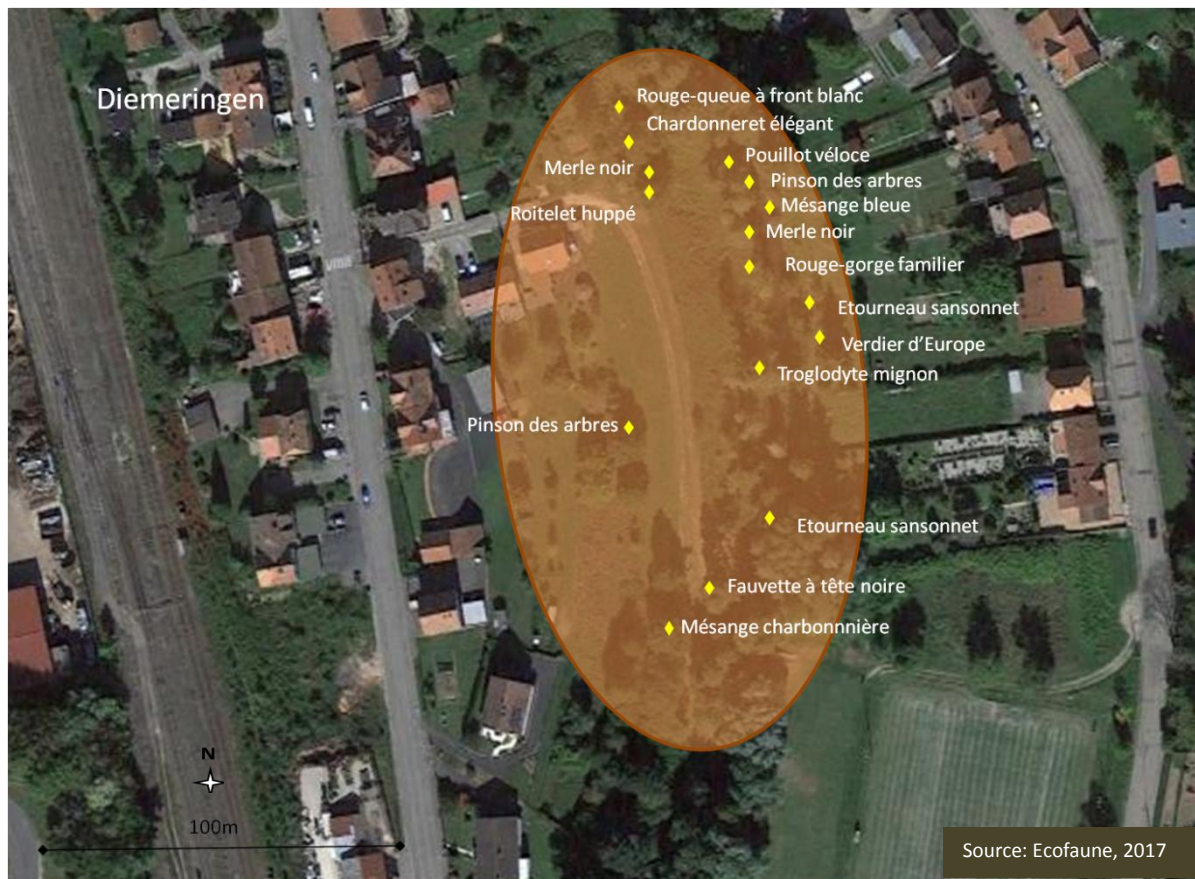 Diemeringen
Rouge-queue à front blanc
Chardonneret élégant
Merle noir
Pouillot véloce
Pinson des arbres
Roitelet huppé
Mésange bleue
Merle noir
Rouge-gorge familier
Etourneau sansonnet
Verdier d'Europe
Troglodyte mignon
Pinson des arbres
Etourneau sansonnet
Fauvette à tête noire
Mésange charbonnnière
N
100m
Source: Ecofaune, 2017